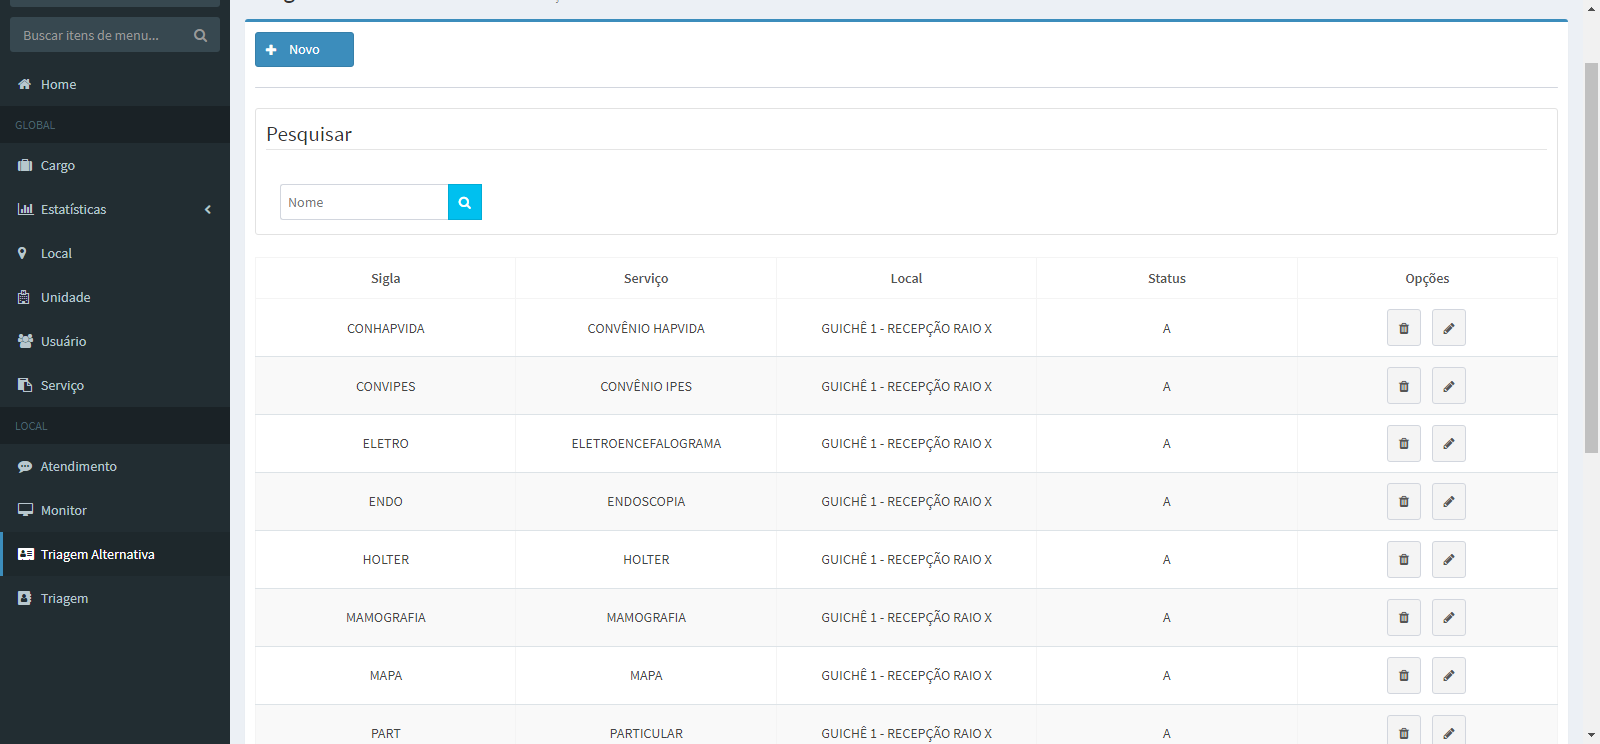 Buscar itens de menu...
Home
GLOBAL
Cargo
Estatísticas
Local
Unidade
Usuário
Serviço
LOCAL
Atendimento
Monitor
Triagem Alternativa
Triagem
Novo
Pesquisar
Nome
Sigla Serviço Local Status Opções
CONHAPVIDA CONVÊNIO HAPVIDA GUICHÊ 1 - RECEPÇÃO RAIO X A
CONVIPES CONVÊNIO IPES GUICHÊ 1 - RECEPÇÃO RAIO X A
ELETRO ELETROENCEFALOGRAMA GUICHÊ 1 - RECEPÇÃO RAIO X A
ENDO ENDOSCOPIA GUICHÊ 1 - RECEPÇÃO RAIO X A
HOLTER HOLTER GUICHÊ 1 - RECEPÇÃO RAIO X A
MAMOGRAFIA MAMOGRAFIA GUICHÊ 1 - RECEPÇÃO RAIO X A
MAPA MAPA GUICHÊ 1 - RECEPÇÃO RAIO X A
PART PARTICULAR GUICHÊ 1 - RECEPÇÃO RAIO X A